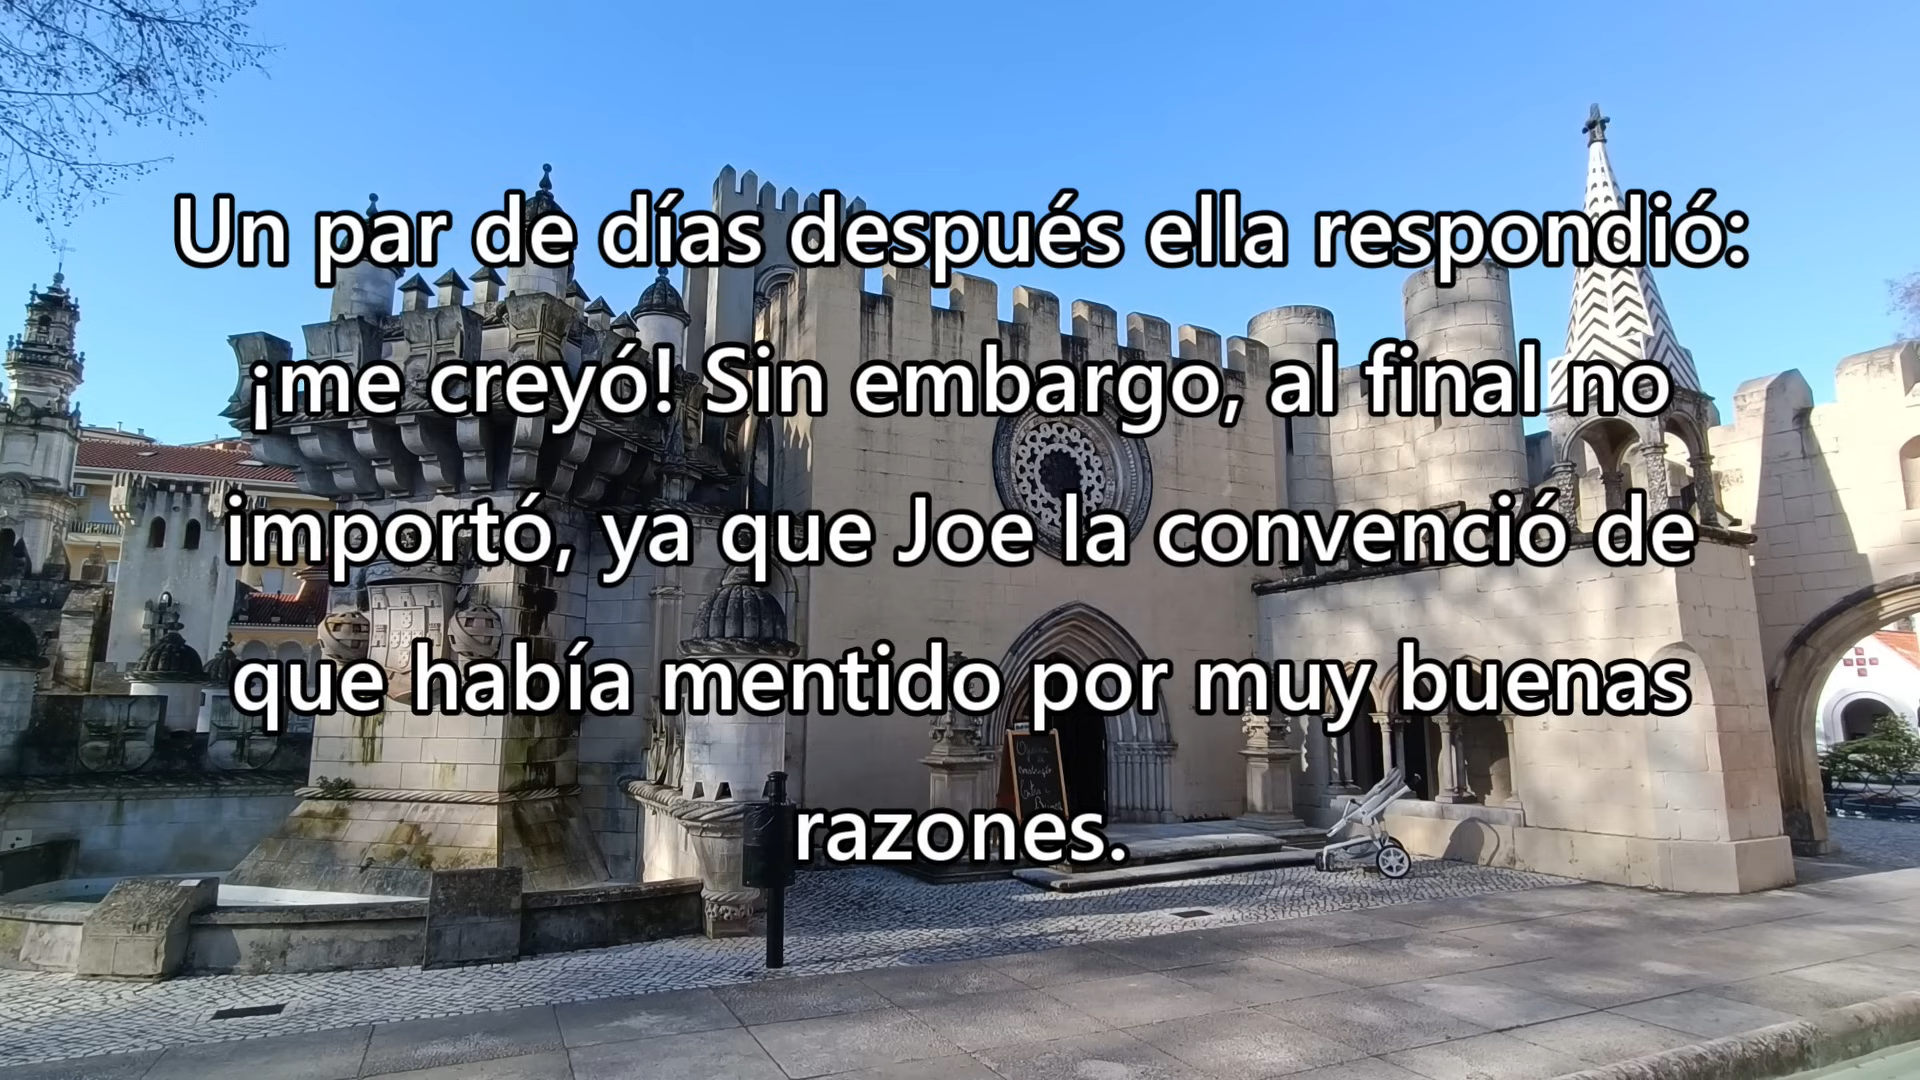 Un par de días después ella respondió:
¡me creyó! Sin embargo, al final no
importó, ya que Joe la convenció de
que había mentido por muy buenas
razones.